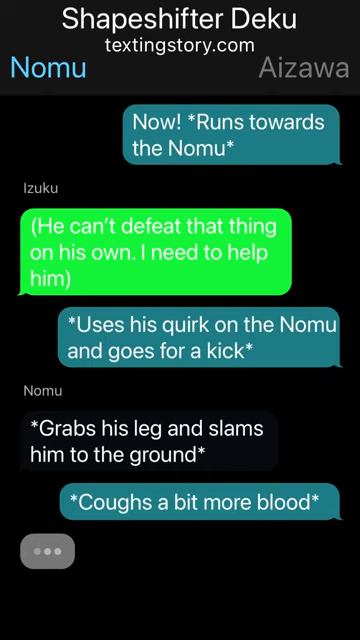 Shapeshifter Deku
textingstory.com
Nomu
Aizawa
Now! *Runs towards
the Nomu*
Izuku
(He can't defeat that thing
on his own. I need to help
him)
*Uses his quirk on the Nomu
and goes for a kick*
Nomu
*Grabs his leg and slams
him to the ground*
*Coughs a bit more blood*